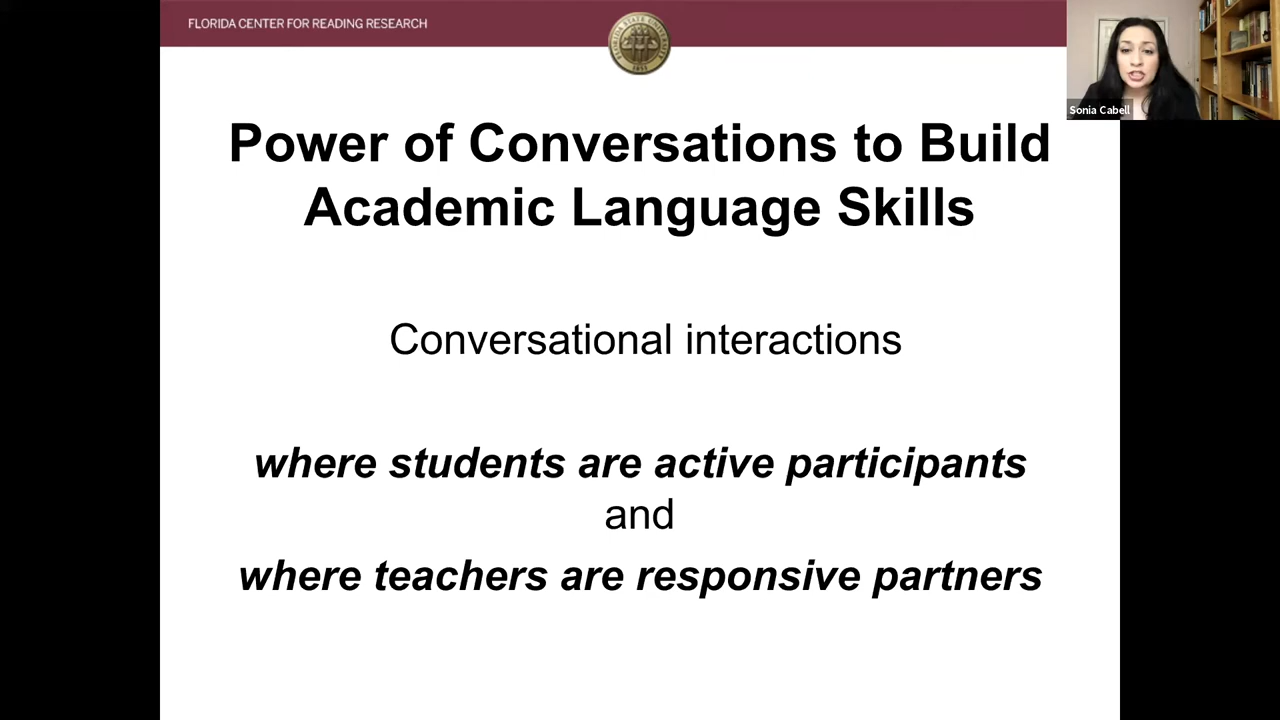 FLORIDA CENTER FOR READING RESEARCH
Sonia Cabell
Power of Conversations to Build
Academic Language Skills
Conversational interactions
where students are active participants
and
where teachers are responsive partners